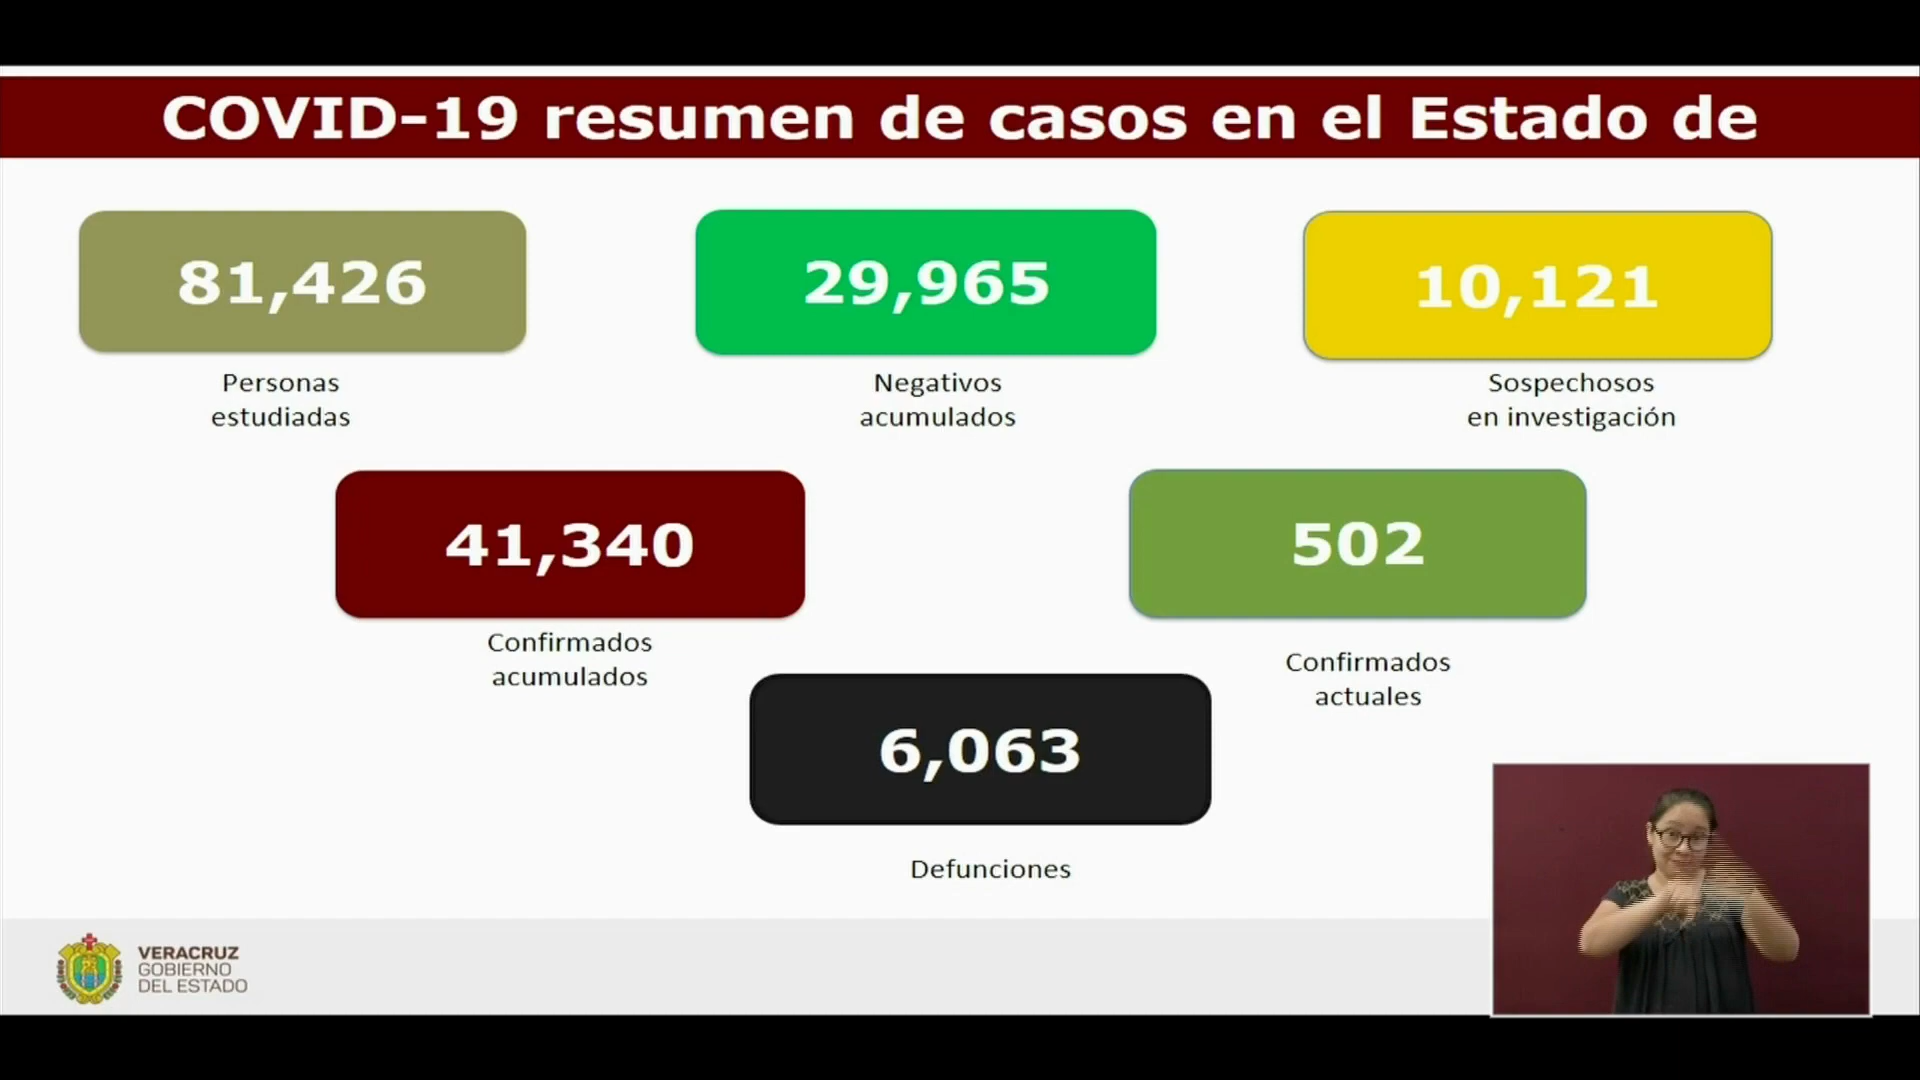 COVID-19 resumen de casos en el Estado de
81,426
Personas
estudiadas
29,965
Negativos
acumulados
10,121
Sospechosos
en investigación
41,340
Confirmados
acumulados
502
Confirmados
actuales
6,063
Defunciones
VERACRUZ
GOBIERNO
DEL ESTADO